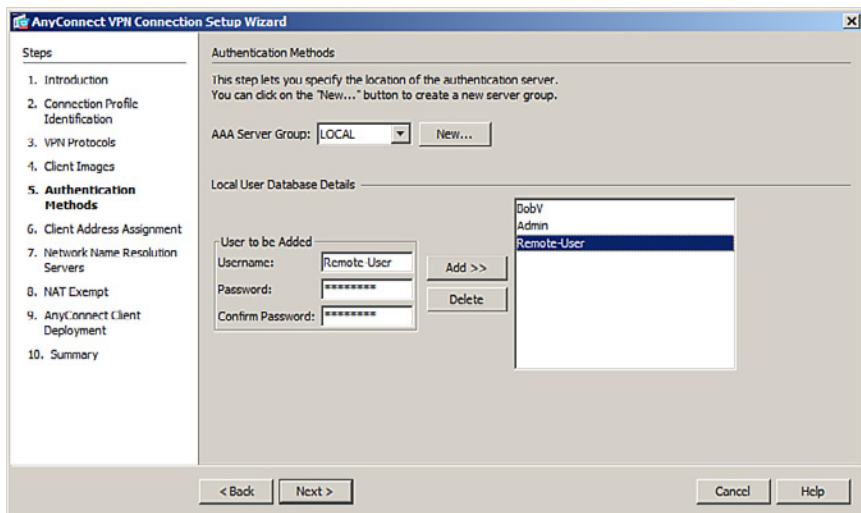 AnyConnect VPN Connection Setup Wizard
Steps
1. Introduction
2. Connection Profile
Identification
3. VPN Protocols
4. Client Images
5. Authentication
Methods
6. Client Address Assignment
7. Network Name Resolution
Servers
8. NAT Exempt
9. AnyConnect Client
Deployment
10. Summary
Authentication Methods
This step lets you specify the location of the authentication server.
You can click on the "New..." button to create a new server group.
AAA Server Group: LOCAL New...
Local User Database Details
User to be Added
Username: Remote-User
Password: ********
Confirm Password: ********
Add >>
Delete
BobV
Admin
Remote-User
< Back Next > Cancel Help